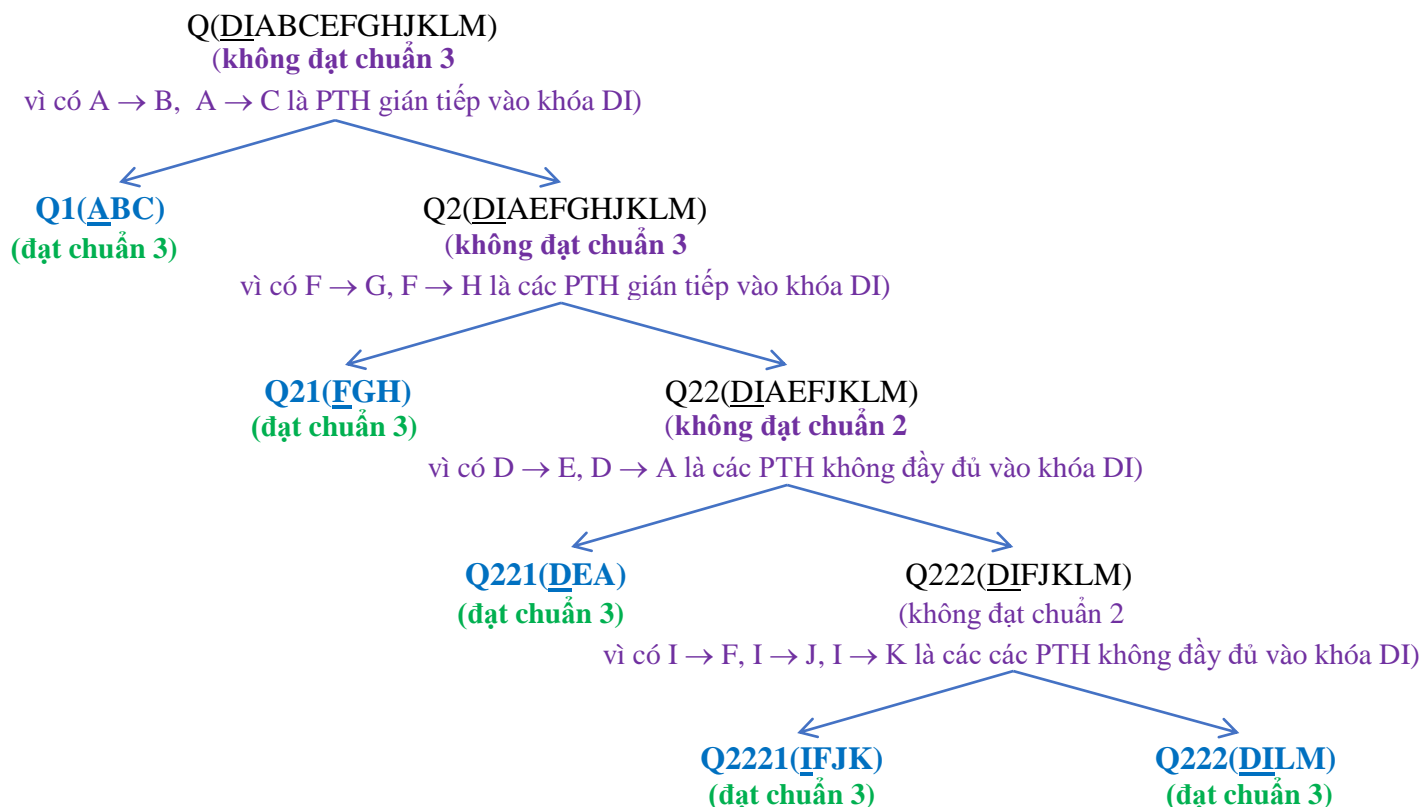 Q(DIABCEFGHJKLM)
(không đạt chuẩn 3
vì có A → B, A → C là PTH gián tiếp vào khóa DI)
Q1(ABC)
(đạt chuẩn 3)
Q2(DIAEFGHJKLM)
(không đạt chuẩn 3
vì có F → G, F → H là các PTH gián tiếp vào khóa DI)
Q21(FGH)
(đạt chuẩn 3)
Q22(DIAEFJKLM)
(không đạt chuẩn 2
vì có D → E, D → A là các PTH không đầy đủ vào khóa DI)
Q221(DEA)
(đạt chuẩn 3)
Q222(DIFJKLM)
(không đạt chuẩn 2
vì có I → F, I → J, I → K là các các PTH không đầy đủ vào khóa DI)
Q2221(IFJK)
(đạt chuẩn 3)
Q222(DILM)
(đạt chuẩn 3)